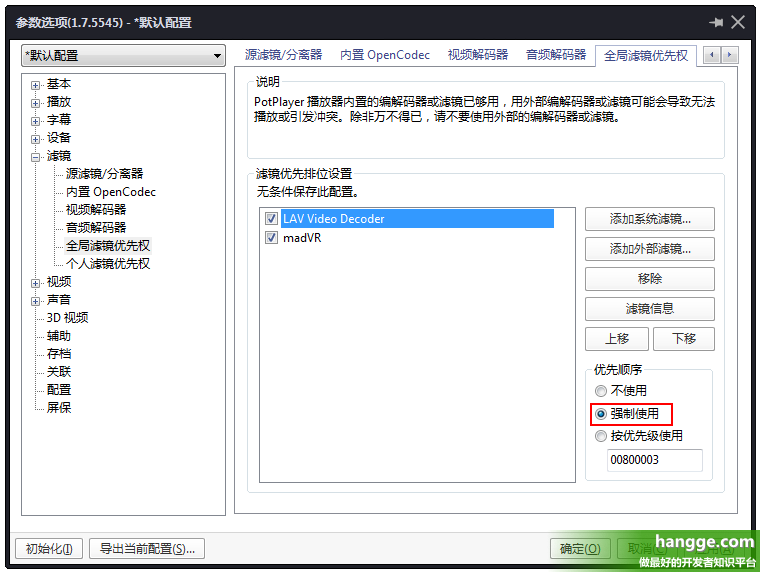 参数选项(1.7.5545) - *默认配置
*默认配置
基本
播放
字幕
设备
滤镜
源滤镜/分离器
内置 OpenCodec
视频解码器
音频解码器
全局滤镜优先权
个人滤镜优先权
视频
声音
3D 视频
辅助
存档
关联
配置
屏保
源滤镜/分离器 内置 OpenCodec 视频解码器 音频解码器 全局滤镜优先权
说明
PotPlayer 播放器内置的编解码器或滤镜已够用，用外部编解码器或滤镜可能会导致无法
播放或引发冲突。除非万不得已，请不要使用外部的编解码器或滤镜。
滤镜优先排位设置
无条件保存此配置。
LAV Video Decoder
madVR
添加系统滤镜...
添加外部滤镜...
移除
滤镜信息
上移 下移
优先顺序
不使用
强制使用
按优先级使用
00800003
初始化(I) 导出当前配置(S)... 确定(O) 取消(C) 应用(A)
hangge.com
做最好的开发者知识平台